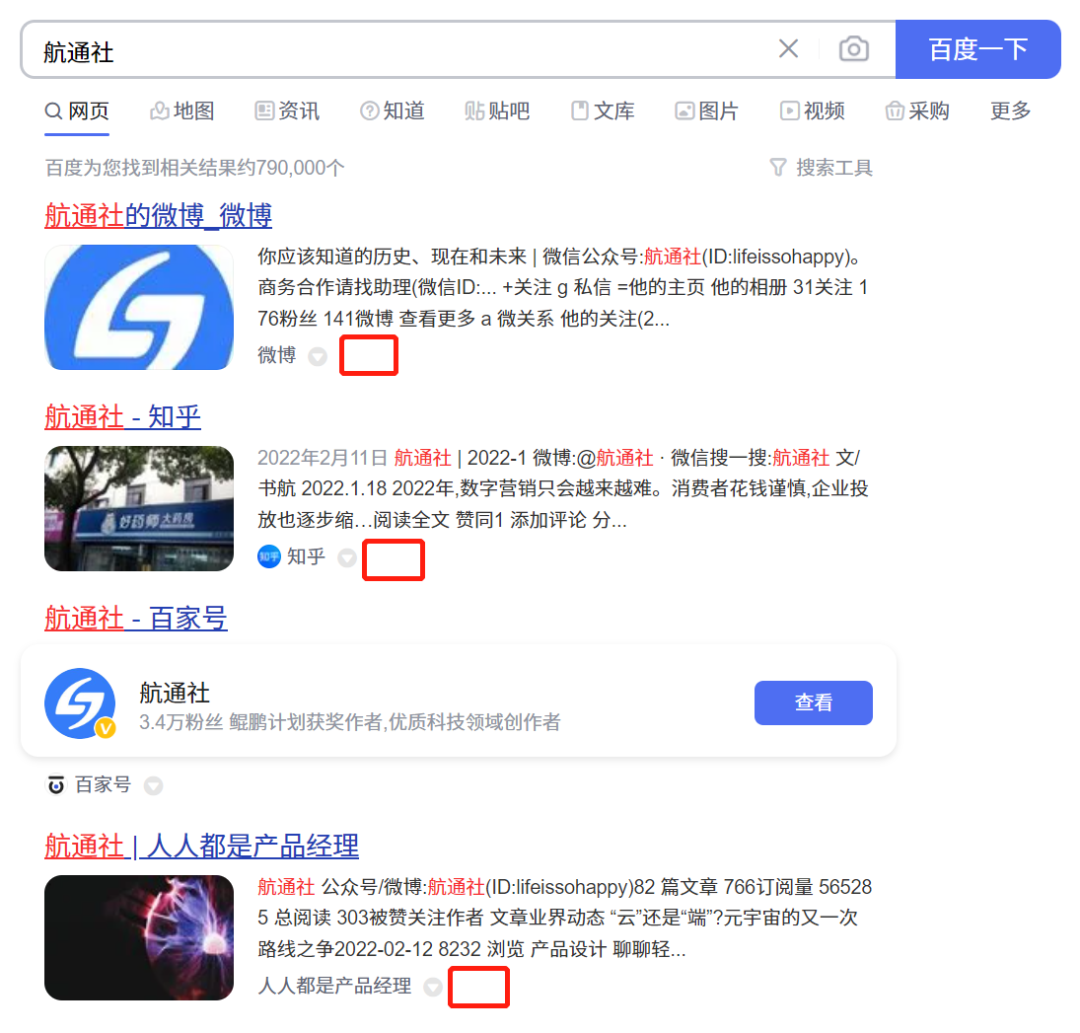 航通社
百度一下
网页 地图 资讯 知道 贴吧 文库 图片 视频 采购 更多
百度为您找到相关结果约790,000个 搜索工具
航通社的微博_微博
你应该知道的历史、现在和未来 | 微信公众号:航通社(ID:lifeissohappy)。
商务合作请找助理(微信ID:... +关注 g 私信 =他的主页 他的相册 31关注 1
76粉丝 141微博 查看更多 a 微关系 他的关注(2...
微博
航通社 - 知乎
2022年2月11日 航通社 | 2022-1 微博:@航通社 · 微信搜一搜:航通社 文/
书航 2022.1.18 2022年,数字营销只会越来越难。消费者花钱谨慎,企业投
放也逐步缩…阅读全文 赞同1 添加评论 分...
好药师大药房
知乎 知乎
航通社 - 百家号
航通社
3.4万粉丝 鲲鹏计划获奖作者,优质科技领域创作者
查看
百家号
航通社 | 人人都是产品经理
航通社 公众号/微博:航通社(ID:lifeissohappy)82 篇文章 766订阅量 56528
5 总阅读 303被赞关注作者 文章业界动态 “云”还是“端”?元宇宙的又一次
路线之争2022-02-12 8232 浏览 产品设计 聊聊轻...
人人都是产品经理